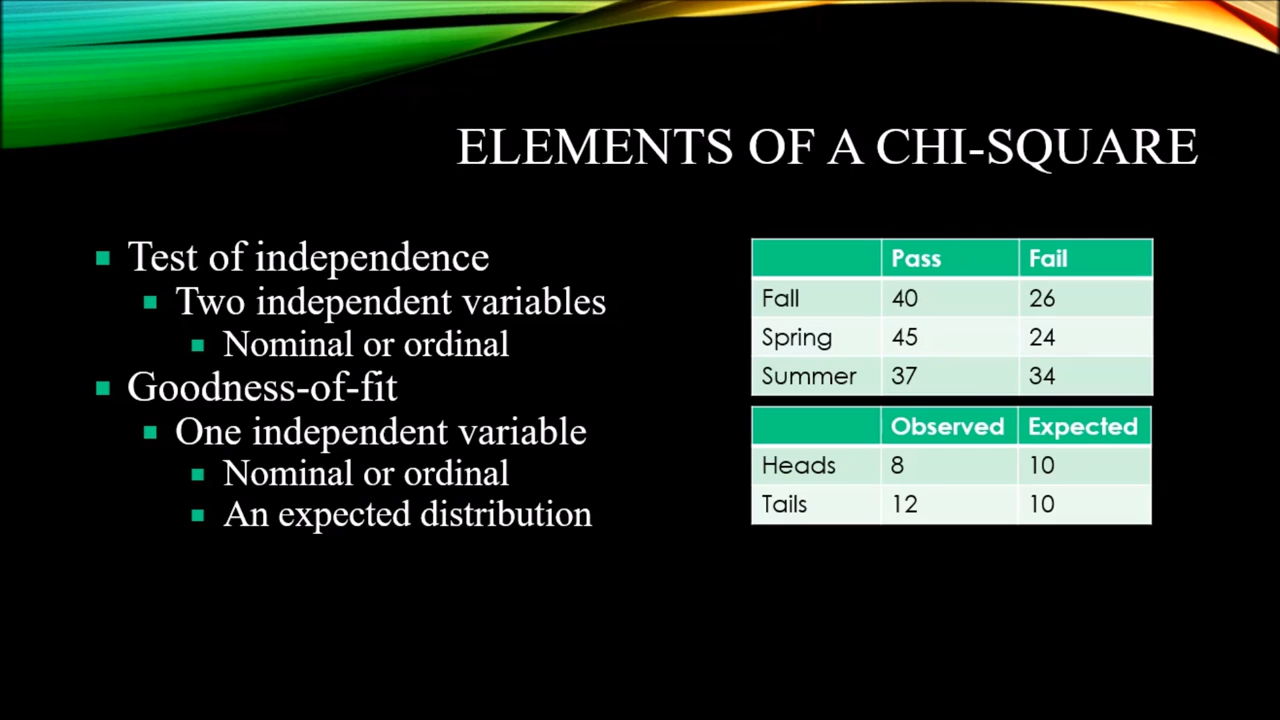 ELEMENTS OF A CHI-SQUARE
Test of independence
Two independent variables
Nominal or ordinal
Goodness-of-fit
One independent variable
Nominal or ordinal
An expected distribution
Pass Fail
Fall 40 26
Spring 45 24
Summer 37 34
Observed Expected
Heads 8 10
Tails 12 10